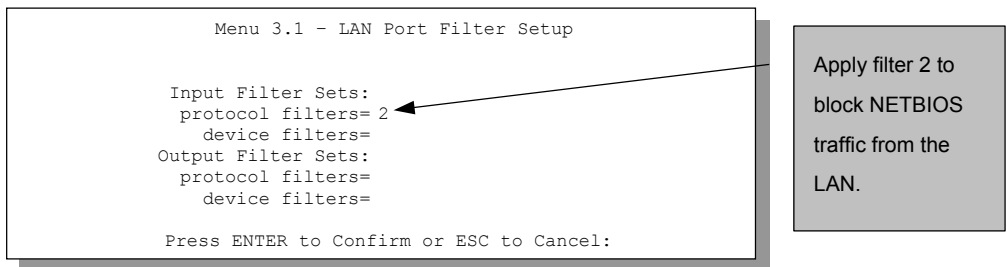 Menu 3.1 – LAN Port Filter Setup
Input Filter Sets:
protocol filters= 2
device filters=
Output Filter Sets:
protocol filters=
device filters=
Press ENTER to Confirm or ESC to Cancel:
Apply filter 2 to
block NETBIOS
traffic from the
LAN.